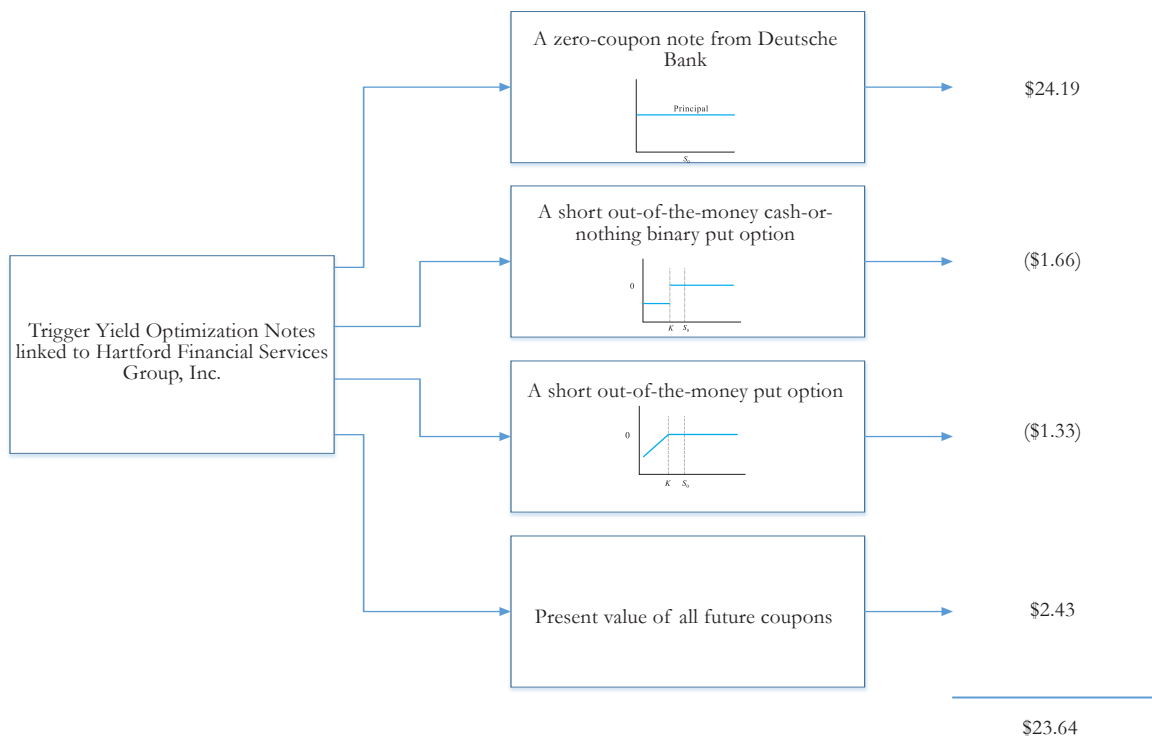 A zero-coupon note from Deutsche
Bank
Principal
S₀
$24.19
A short out-of-the-money cash-or-
nothing binary put option
0
K S₀
($1.66)
Trigger Yield Optimization Notes
linked to Hartford Financial Services
Group, Inc.
A short out-of-the-money put option
0
K S₀
($1.33)
Present value of all future coupons
$2.43
$23.64